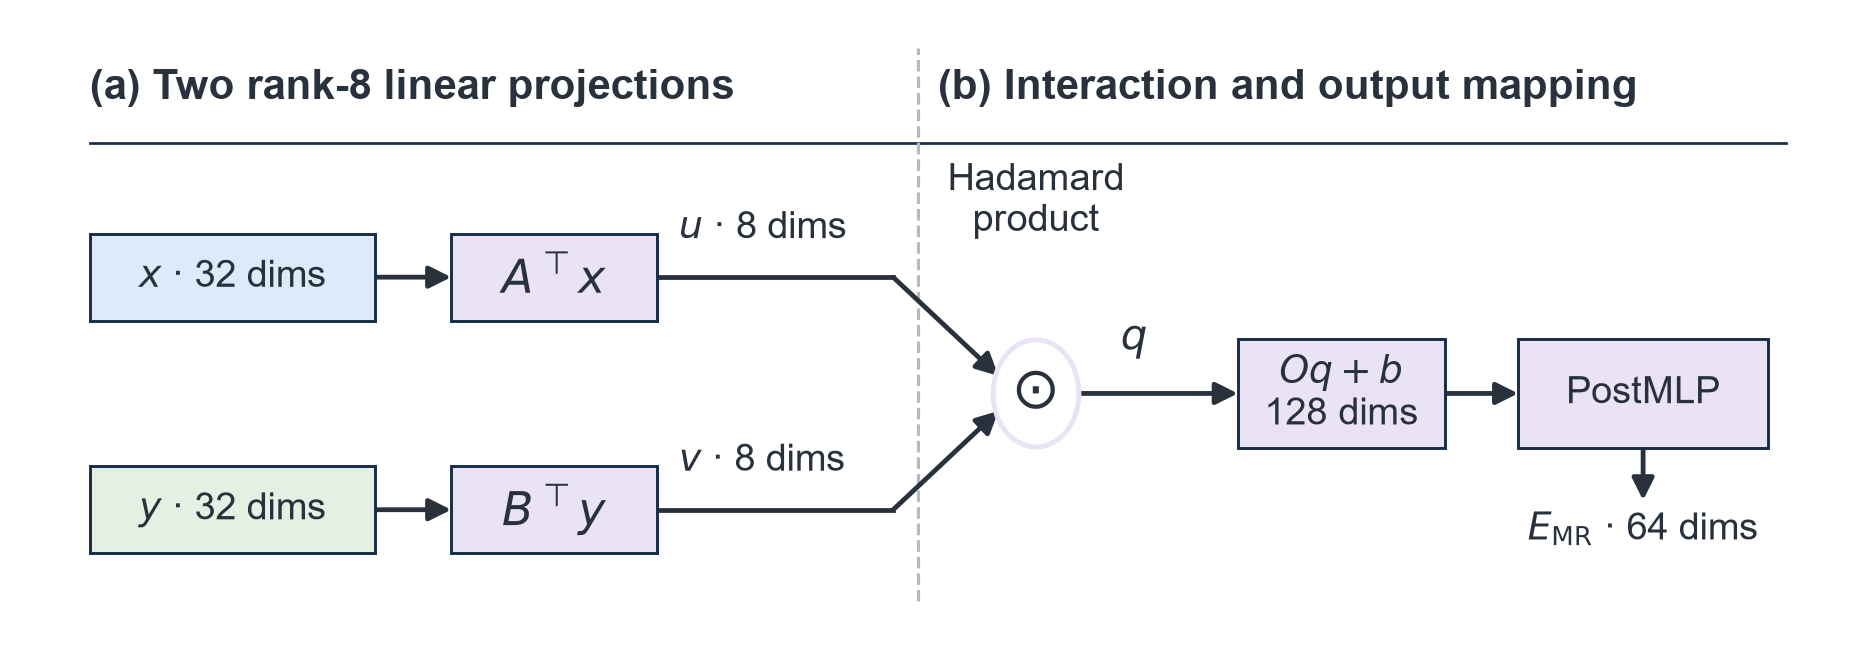 (a) Two rank-8 linear projections
(b) Interaction and output mapping
Hadamard
product
u · 8 dims
x · 32 dims
A⊤x
q
⊙
Oq + b
128 dims
PostMLP
v · 8 dims
y · 32 dims
B⊤y
E_MR · 64 dims